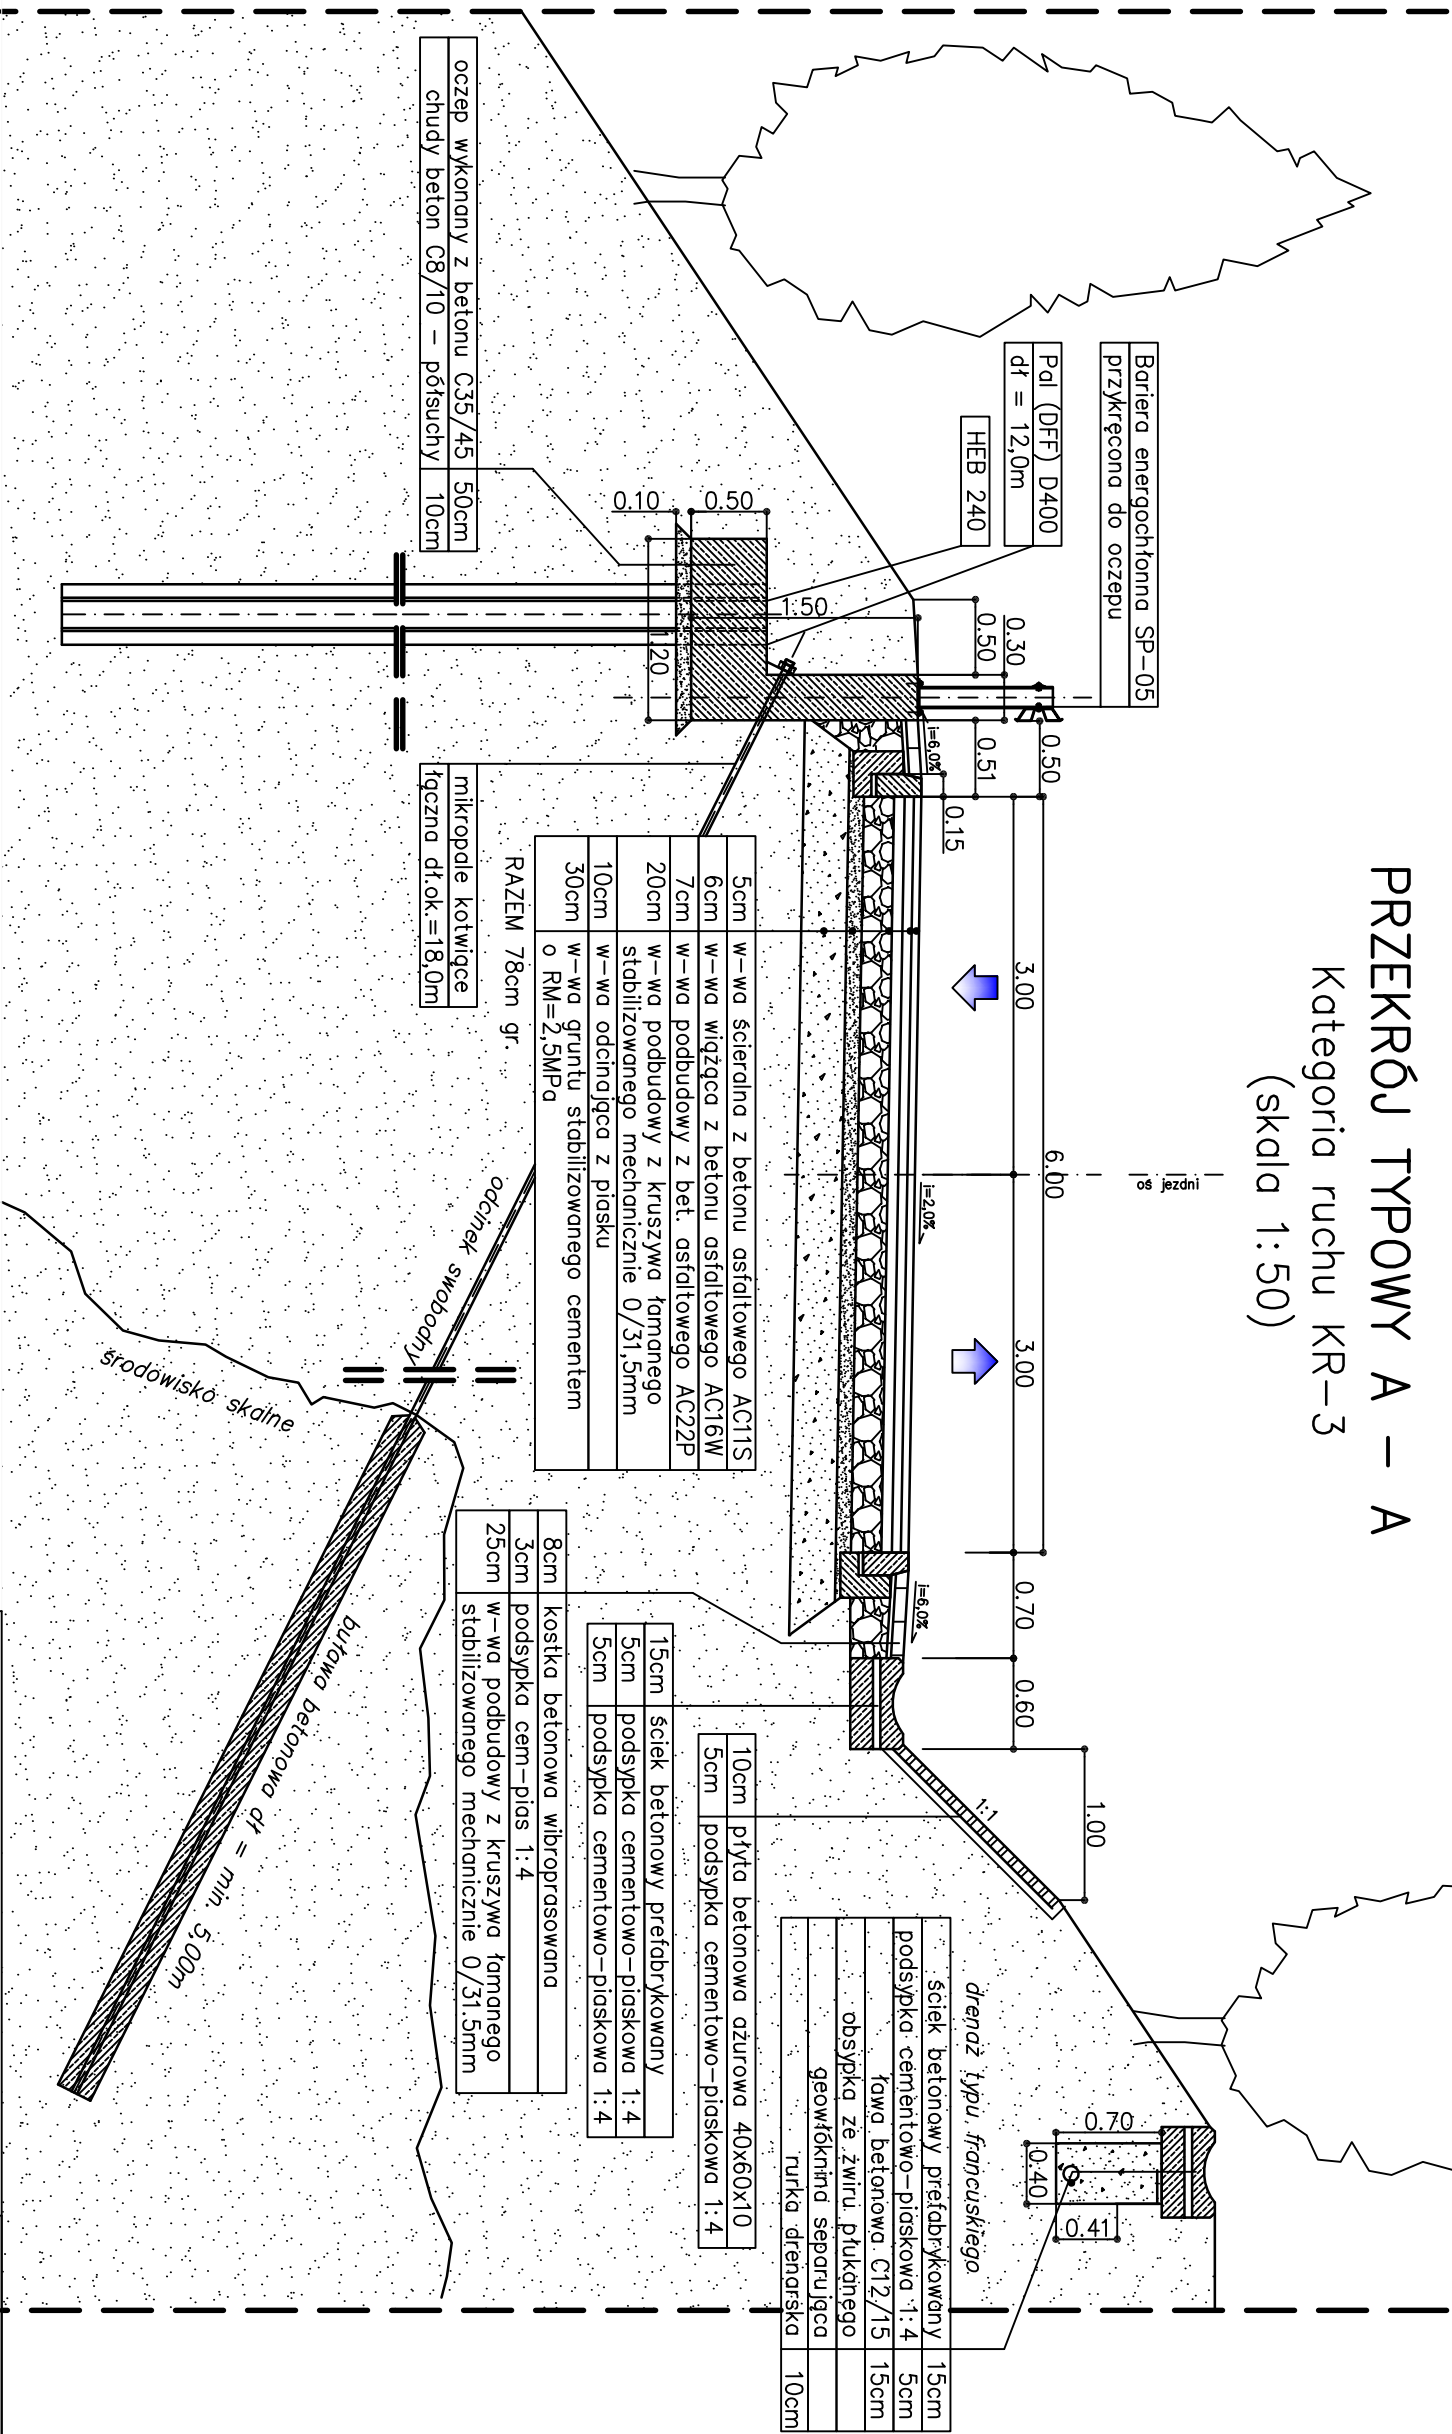 PRZEKRÓJ TYPOWY A - A
Kategoria ruchu KR-3
(skala 1:50)
Bariera energochłonna SP-05
przykręcona do oczepu
Pal (DFF) D400
dł = 12,0m
HEB 240
oczep wykonany z betonu C35/45 50cm
chudy beton C8/10 - półsuchy 10cm
0.10
0.50
1.50
1.20
0.50
0.30
0.51
0.50
0.15
i=6,0%
3.00
6.00
3.00
oś jezdni
i=2,0%
0.70
0.60
i=6,0%
1.00
1:1
5cm w-wa ścieralna z betonu asfaltowego AC11S
6cm w-wa wiążąca z betonu asfaltowego AC16W
7cm w-wa podbudowy z bet. asfaltowego AC22P
20cm w-wa podbudowy z kruszywa łamanego
stabilizowanego mechanicznie 0/31,5mm
10cm w-wa odcinająca z piasku
30cm w-wa gruntu stabilizowanego cementem
o RM=2,5MPa
RAZEM 78cm gr.
mikropale kotwiące
łączna dł.ok.=18,0m
odcinek swobodny
środowisko skalne
buława betonowa dł = min. 5,00m
8cm kostka betonowa wibroprasowana
3cm podsypka cem-pias 1:4
25cm w-wa podbudowy z kruszywa łamanego
stabilizowanego mechanicznie 0/31.5mm
15cm ściek betonowy prefabrykowany
5cm podsypka cementowo-piaskowa 1:4
5cm podsypka cementowo-piaskowa 1:4
10cm płyta betonowa ażurowa 40x60x10
5cm podsypka cementowo-piaskowa 1:4
drenaż typu francuskiego
ściek betonowy prefabrykowany 15cm
podsypka cementowo-piaskowa 1:4 5cm
ława betonowa C12/15 15cm
obsypka ze żwiru płukanego
geowłóknina separująca
rurka drenarska 10cm
0.70
0.40
0.41